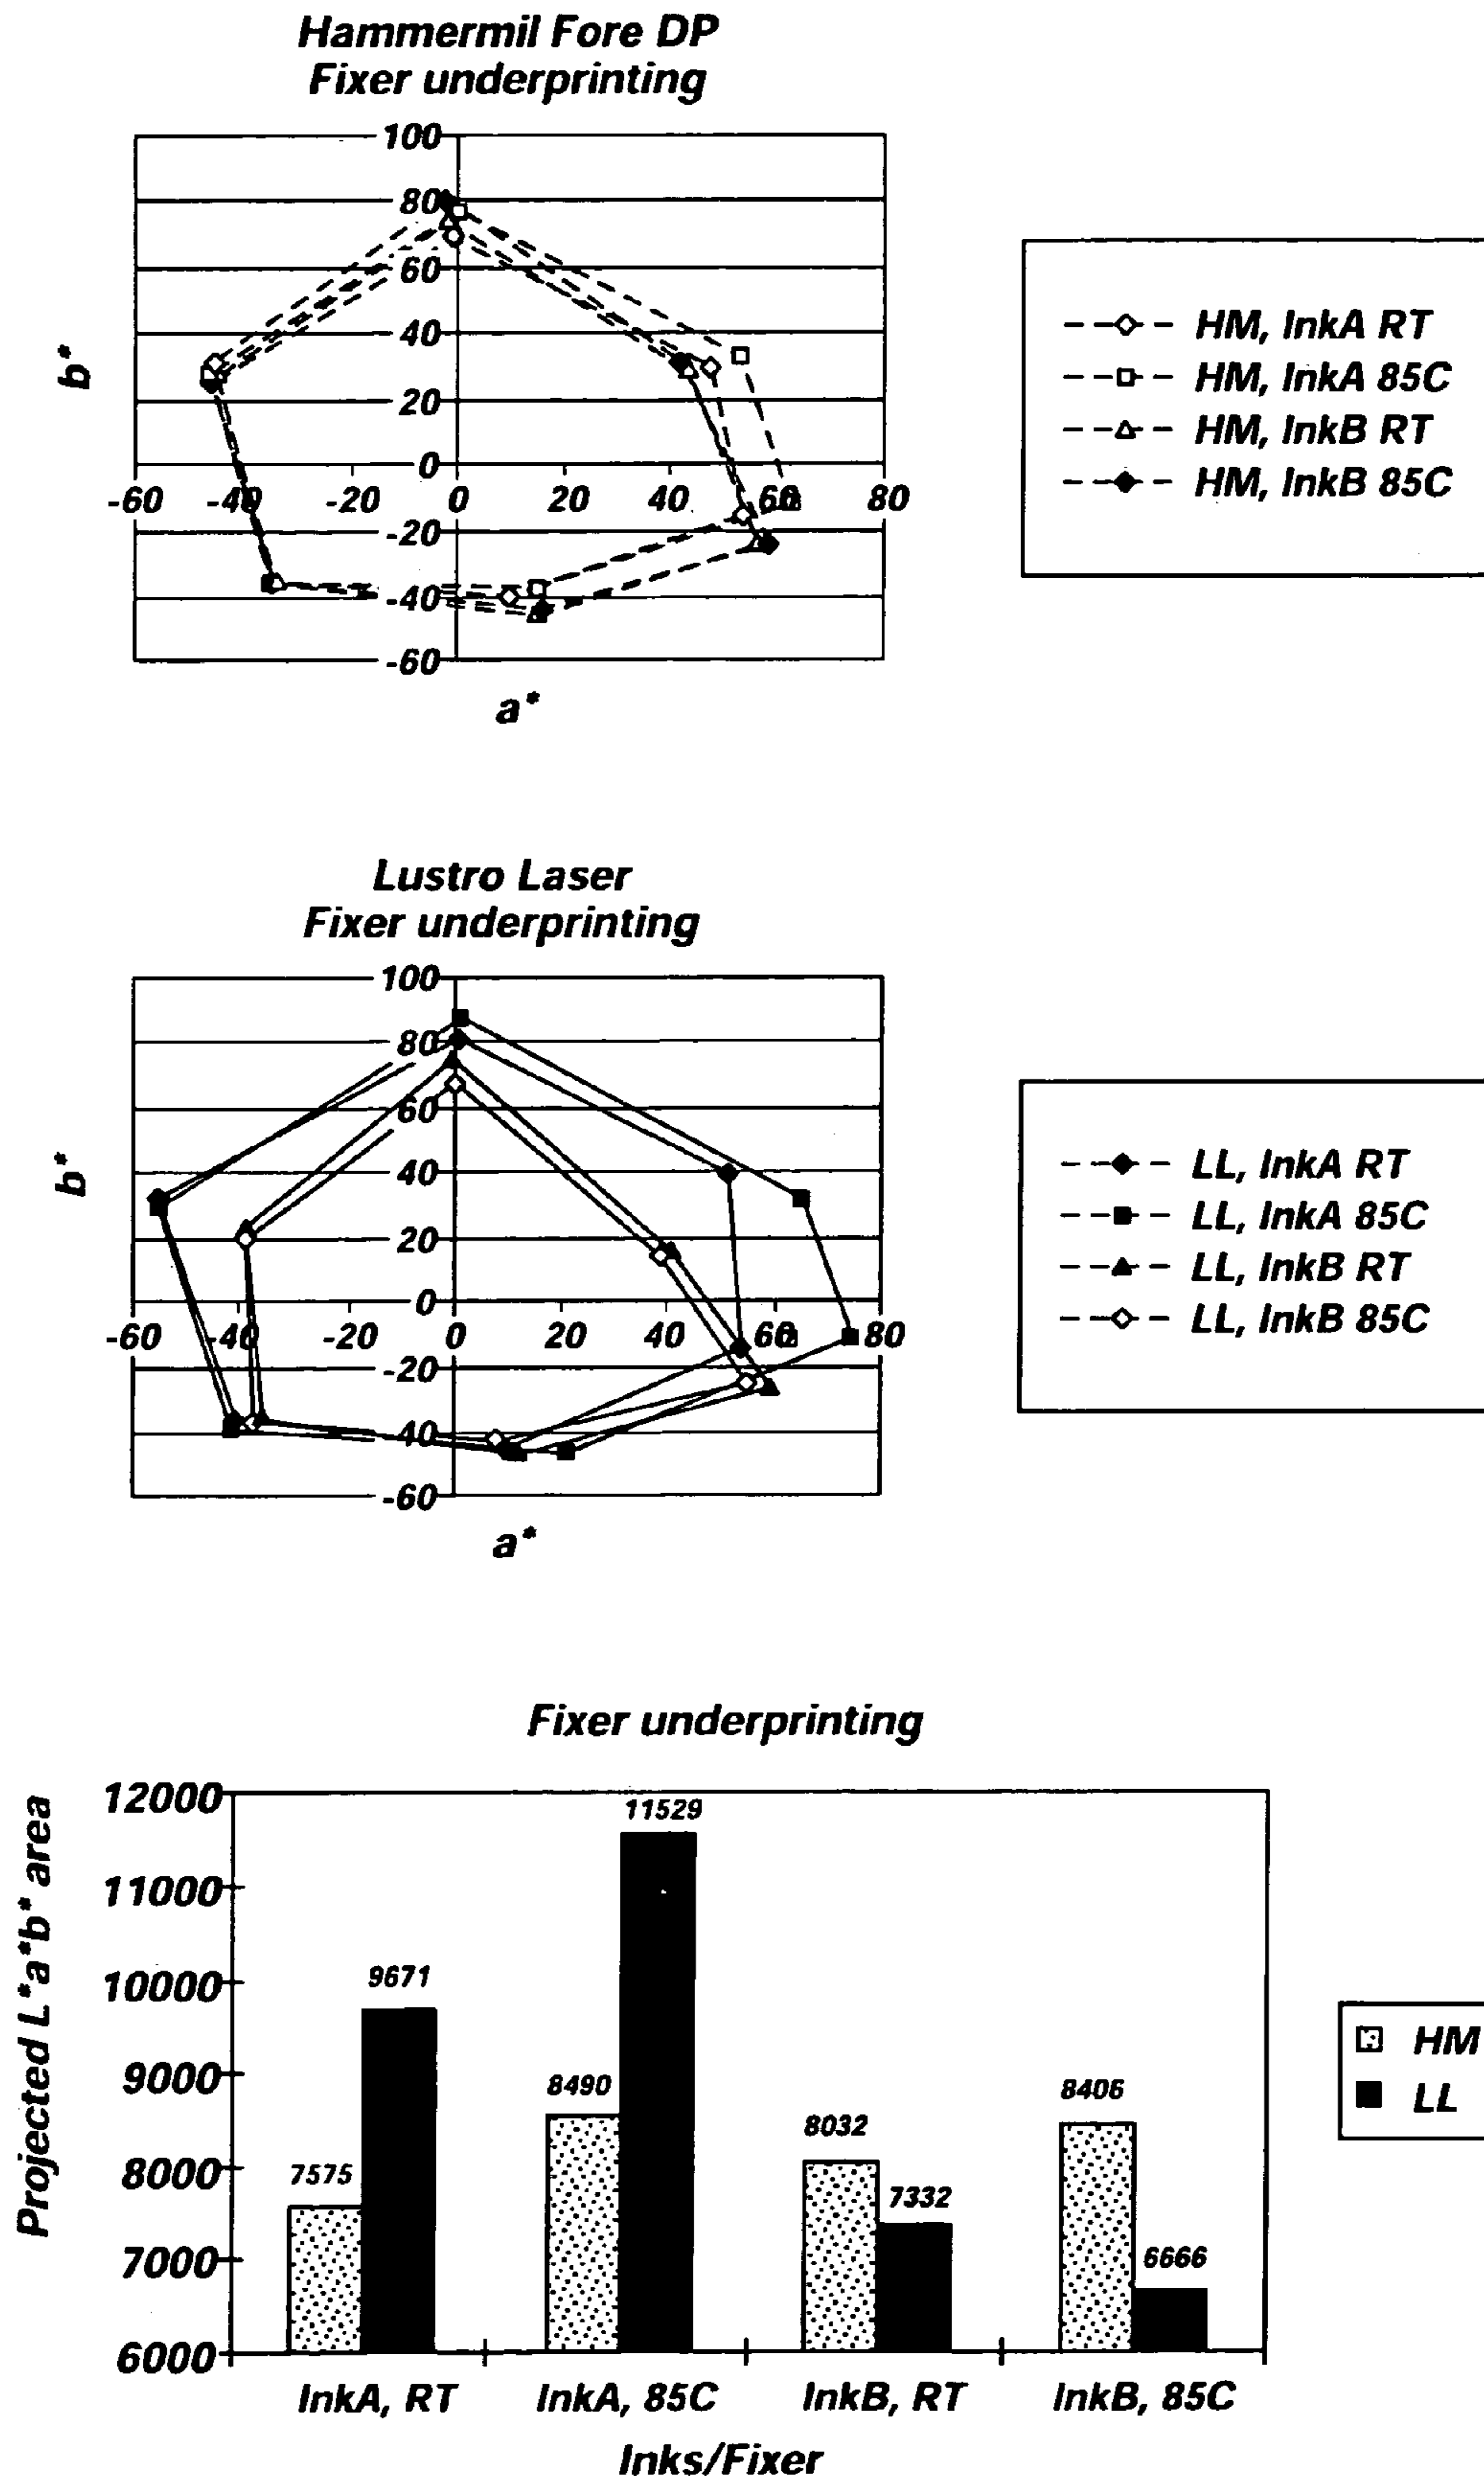 Hammermil Fore DP
Fixer underprinting
100
80
60
40
20
0
-60 -40 -20 0 20 40 60 80
-20
-40
-60
b*
a*
HM, InkA RT
HM, InkA 85C
HM, InkB RT
HM, InkB 85C
Lustro Laser
Fixer underprinting
100
80
60
40
20
0
-60 -40 -20 0 20 40 60 80
-20
-40
-60
b*
a*
LL, InkA RT
LL, InkA 85C
LL, InkB RT
LL, InkB 85C
Fixer underprinting
12000
11000
10000
9000
8000
7000
6000
Projected L*a*b* area
7575
9671
8490
11529
8032
7332
8406
6666
InkA, RT InkA, 85C InkB, RT InkB, 85C
Inks/Fixer
HM
LL